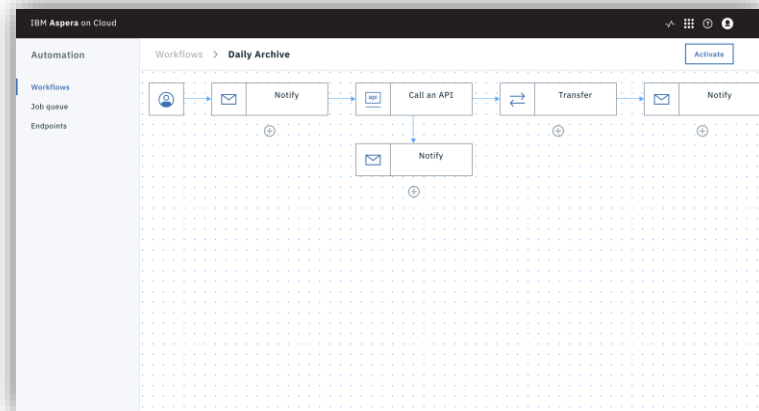 IBM Aspera on Cloud
Automation
Workflows > Daily Archive
Activate
Workflows
Job queue
Endpoints
Notify
api
Call an API
Transfer
Notify
Notify